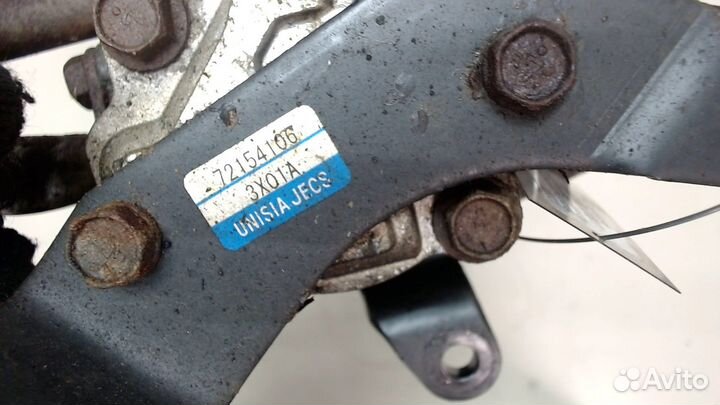 72154106
3X01A
UNISIA JECS
Avito